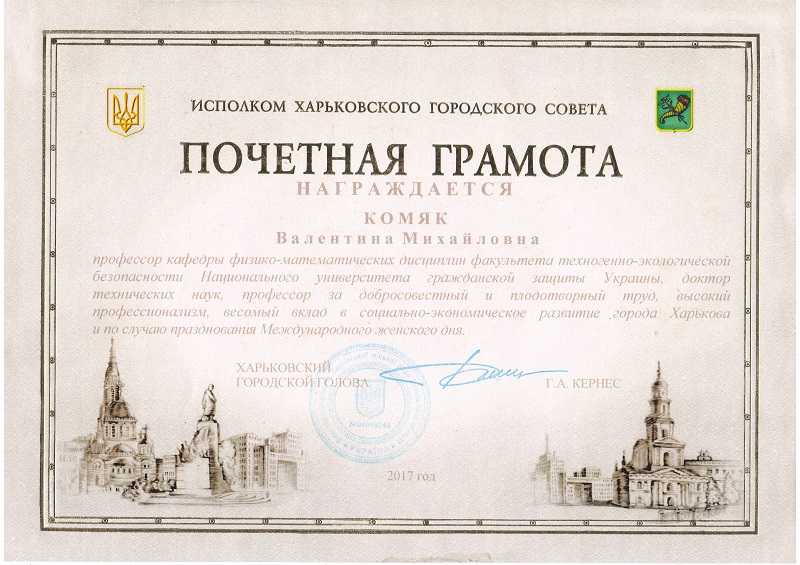 ИСПОЛКОМ ХАРЬКОВСКОГО ГОРОДСКОГО СОВЕТА
ПОЧЕТНАЯ ГРАМОТА
НАГРАЖДАЕТСЯ
КОМЯК
Валентина Михайловна
профессор кафедры физико-математических дисциплин факультета техногенно-экологической
безопасности Национального университета гражданской защиты Украины, доктор
технических наук, профессор за добросовестный и плодотворный труд, высокий
профессионализм, весомый вклад в социально-экономическое развитие города Харькова
и по случаю празднования Международного женского дня.
ХАРЬКОВСКИЙ
ГОРОДСКОЙ ГОЛОВА
Г.А. КЕРНЕС
УКРАЇНА
2017 год